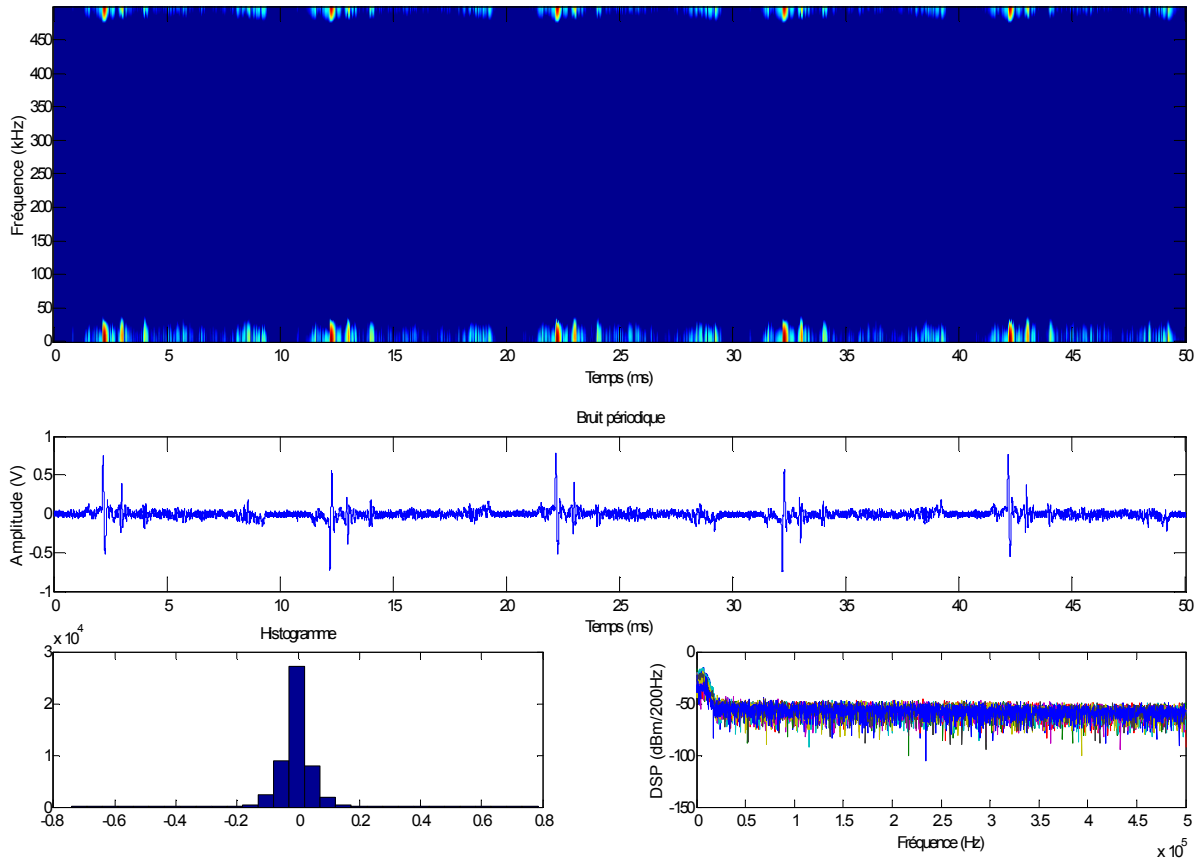 450
400
350
300
250
200
150
100
50
0
Fréquence (kHz)
0 5 10 15 20 25 30 35 40 45 50
Temps (ms)
Bruit périodique
1
0.5
0
-0.5
-1
Amplitude (V)
0 5 10 15 20 25 30 35 40 45 50
Temps (ms)
x 10^4
Histogramme
3
2
1
0
-0.8 -0.6 -0.4 -0.2 0 0.2 0.4 0.6 0.8
0
-50
-100
-150
DSP (dBm/200Hz)
0 0.5 1 1.5 2 2.5 3 3.5 4 4.5 5
Fréquence (Hz)
x 10^5